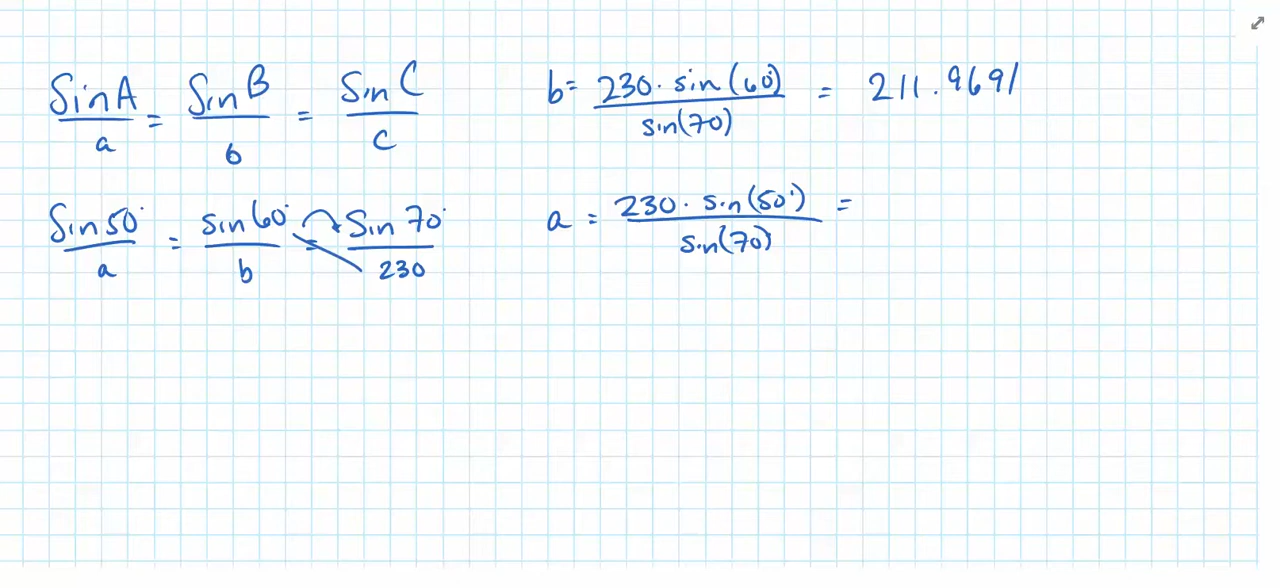 SinA/a = SinB/b = SinC/c
b = 230 · sin(60°)/sin(70) = 211.9691
Sin50°/a = sin60°/b = Sin70°/230
a = 230 · sin(50°)/sin(70) =